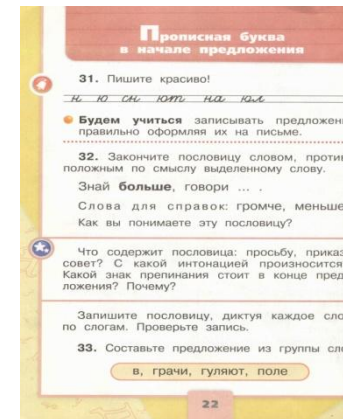 Прописная буква
в начале предложения
31. Пишите красиво!
н ю сн ют на юл
Будем учиться записывать предложен
правильно оформляя их на письме.
32. Закончите пословицу словом, проти
положным по смыслу выделенному слову.
Знай больше, говори ... .
Слова для справок: громче, меньше
Как вы понимаете эту пословицу?
Что содержит пословица: просьбу, приказ
совет? С какой интонацией произносится
Какой знак препинания стоит в конце пред
ложения? Почему?
Запишите пословицу, диктуя каждое сло
по слогам. Проверьте запись.
33. Составьте предложение из группы сл
в, грачи, гуляют, поле
22